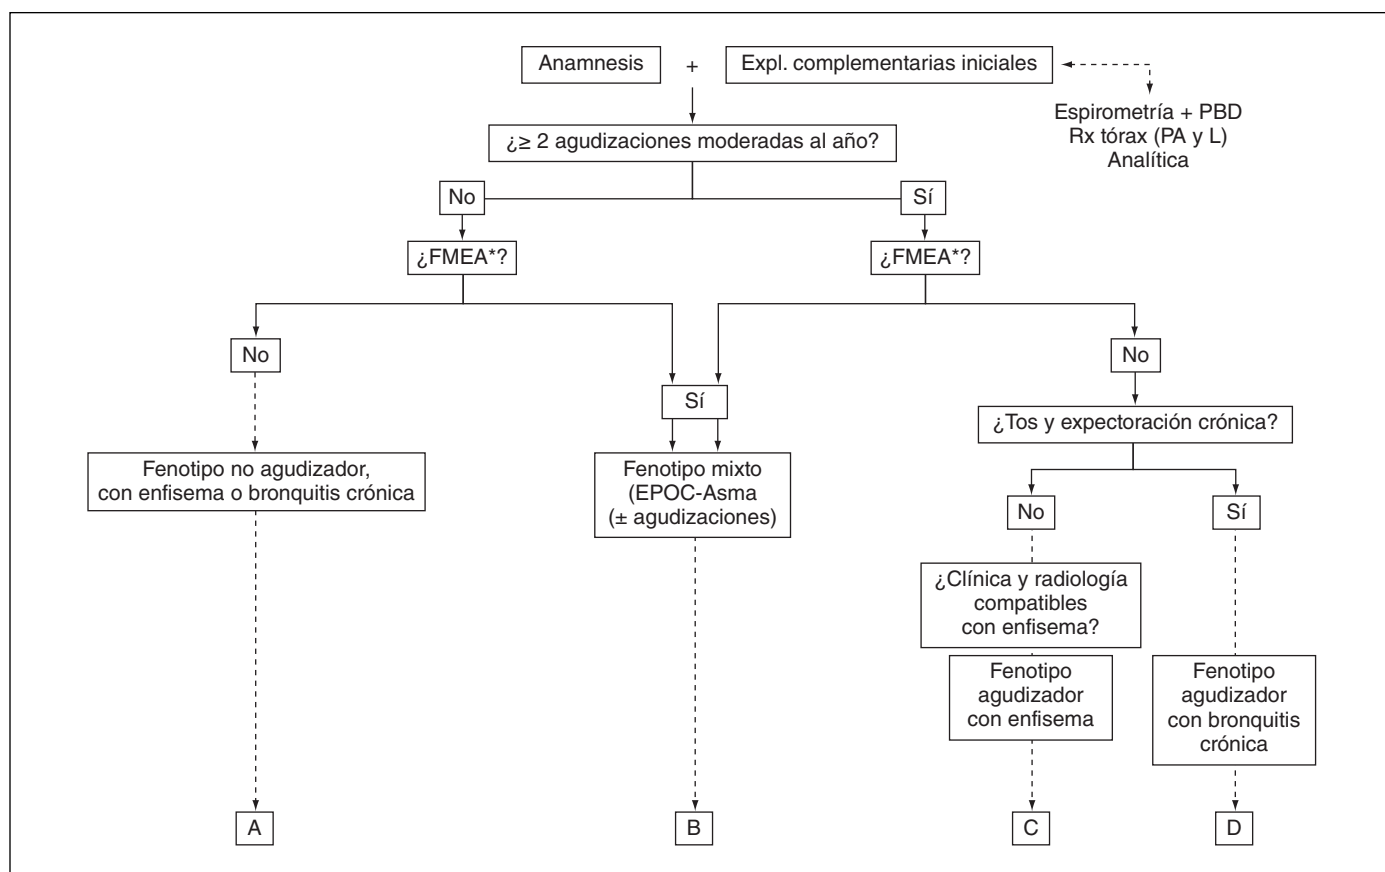 Anamnesis
+
Expl. complementarias iniciales
Espirometría + PBD
Rx tórax (PA y L)
Analítica
¿≥ 2 agudizaciones moderadas al año?
No
Sí
¿FMEA*?
¿FMEA*?
No
Sí
No
¿Tos y expectoración crónica?
Fenotipo no agudizador,
con enfisema o bronquitis crónica
Fenotipo mixto
(EPOC-Asma
(± agudizaciones)
No
Sí
¿Clínica y radiología
compatibles
con enfisema?
Fenotipo
agudizador
con enfisema
Fenotipo
agudizador
con bronquitis
crónica
A
B
C
D